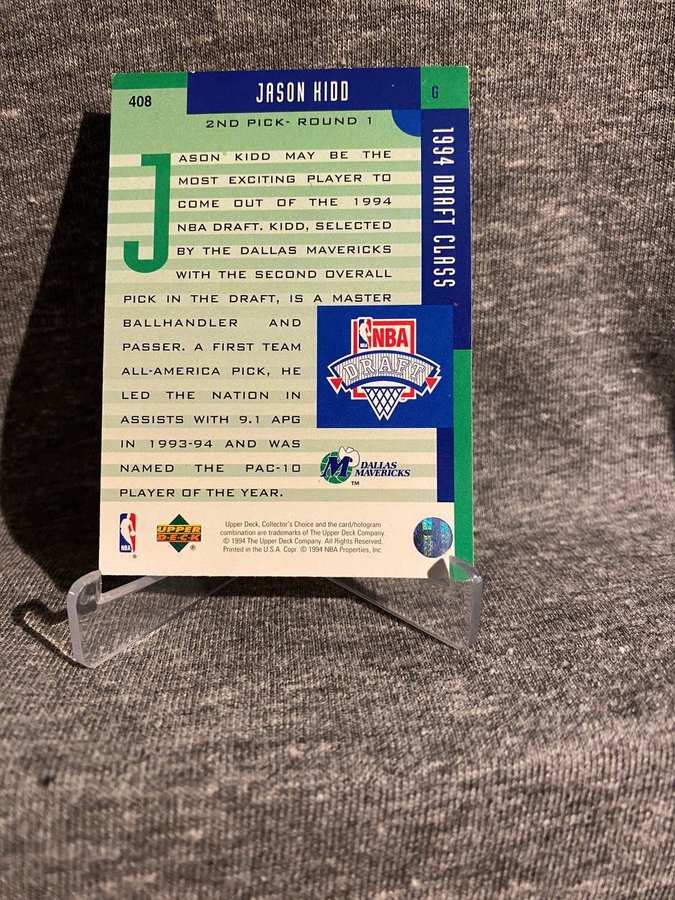 408
JASON KIDD
G
2ND PICK- ROUND 1
1994 DRAFT CLASS
JASON KIDD MAY BE THE
MOST EXCITING PLAYER TO
COME OUT OF THE 1994
NBA DRAFT. KIDD, SELECTED
BY THE DALLAS MAVERICKS
WITH THE SECOND OVERALL
PICK IN THE DRAFT, IS A MASTER
BALLHANDLER AND
PASSER. A FIRST TEAM
ALL-AMERICA PICK, HE
LED THE NATION IN
ASSISTS WITH 9.1 APG
IN 1993-94 AND WAS
NAMED THE PAC-10
PLAYER OF THE YEAR.
NBA
DRAFT
M DALLAS
MAVERICKS
TM
NBA
UPPER
DECK
Upper Deck, Collector's Choice and the card/hologram
combination are trademarks of The Upper Deck Company.
© 1994 The Upper Deck Company. All Rights Reserved.
Printed in the U.S.A. Copr. © 1994 NBA Properties, Inc.